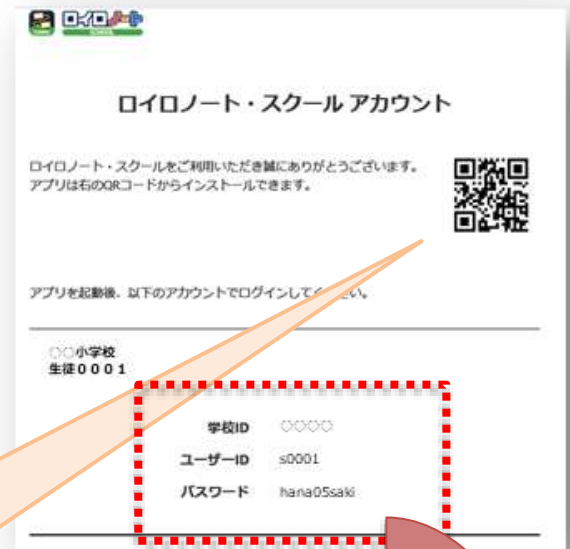 ロイロノート
SCHOOL
ロイロノート・スクール アカウント
ロイロノート・スクールをご利用いただき誠にありがとうございます。
アプリは右のQRコードからインストールできます。
アプリを起動後、以下のアカウントでログインしてください。
○○小学校
生徒0001
学校ID ○○○○
ユーザーID s0001
パスワード hana05saki